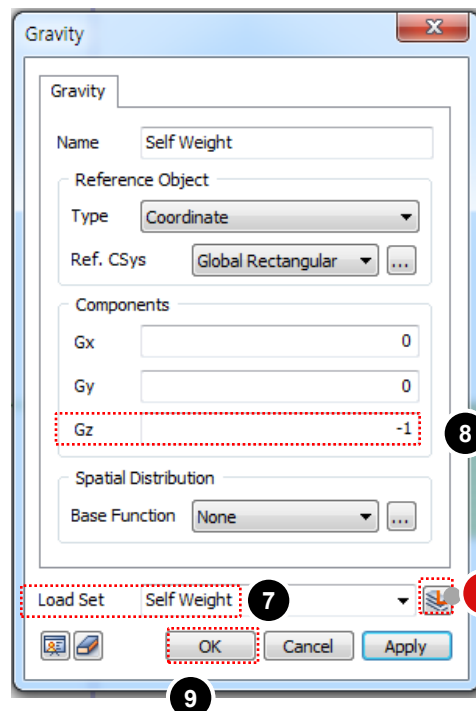 Gravity
Gravity
Name Self Weight
Reference Object
Type Coordinate
Ref. CSys Global Rectangular ...
Components
Gx 0
Gy 0
Gz -1
8
Spatial Distribution
Base Function None ...
Load Set Self Weight 7
OK Cancel Apply
9